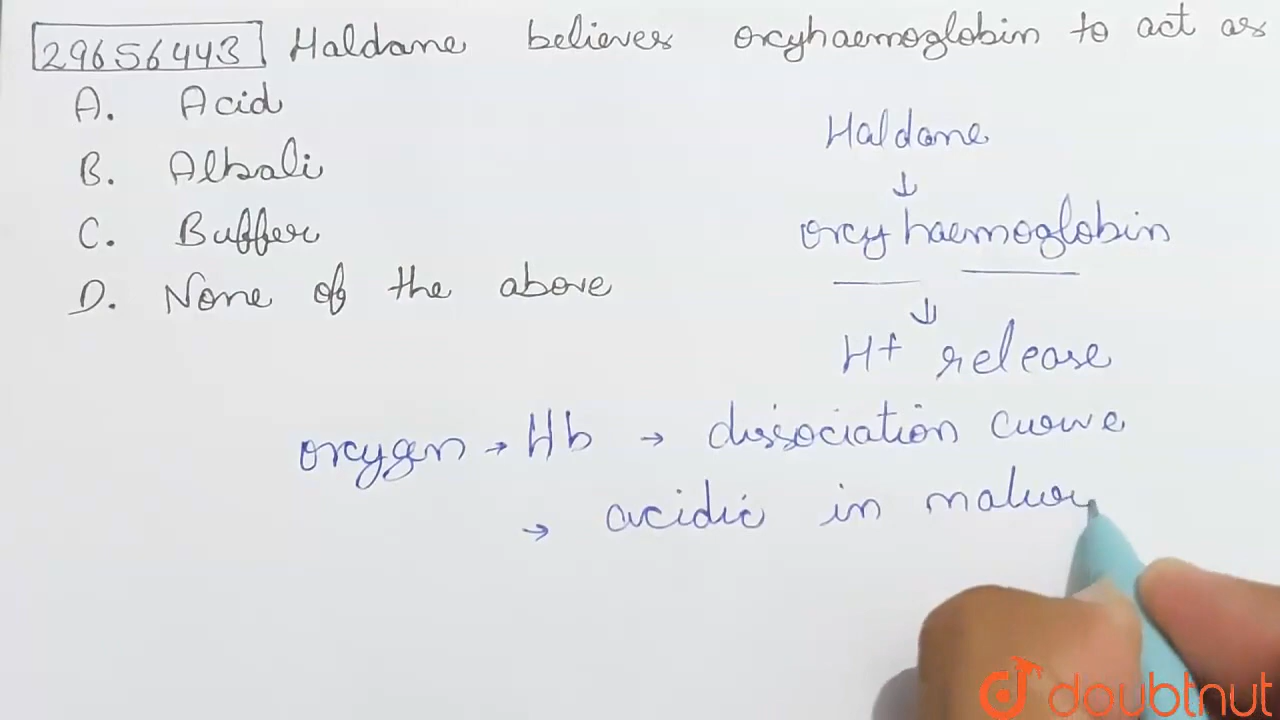 29656443 Haldane believes oxyhaemoglobin to act as
A. Acid
B. Alkali
C. Buffer
D. None of the above
Haldane
↓
oxyhaemoglobin
↓
H+ release
oxygen → Hb → dissociation curve
→ acidic in natur
doubtnut